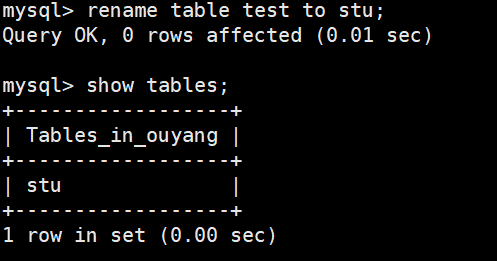 mysql> rename table test to stu;
Query OK, 0 rows affected (0.01 sec)
mysql> show tables;
+------------------+
| Tables_in_ouyang |
+------------------+
| stu              |
+------------------+
1 row in set (0.00 sec)